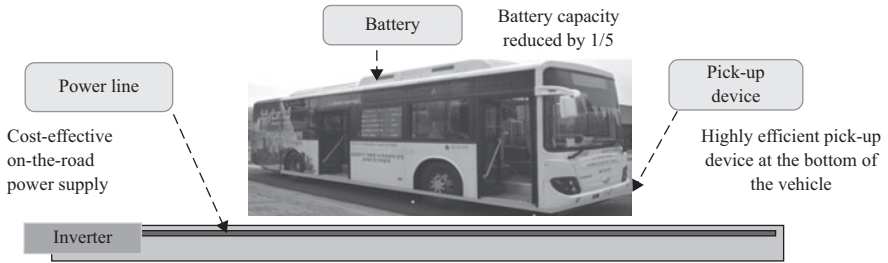 Battery
Battery capacity
reduced by 1/5
Power line
Pick-up
device
Cost-effective
on-the-road
power supply
Highly efficient pick-up
device at the bottom of
the vehicle
Hybrid
Inverter